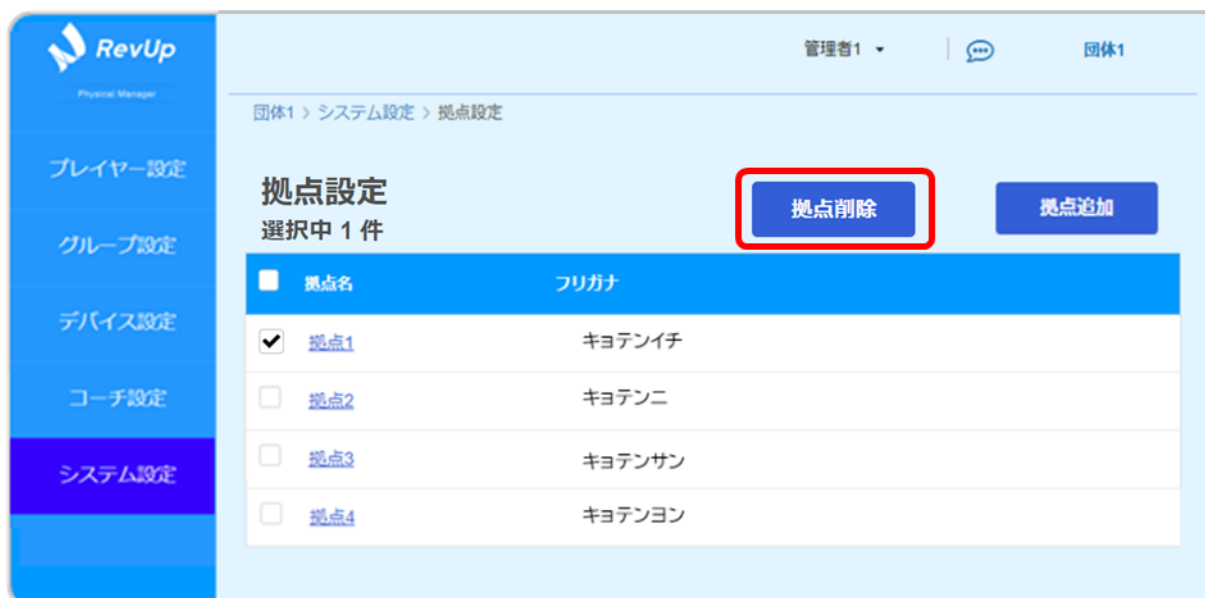 RevUp
Physical Manager
管理者1
団体1
団体1 > システム設定 > 拠点設定
プレイヤー設定
グループ設定
デバイス設定
コーチ設定
システム設定
拠点設定
選択中 1 件
拠点削除
拠点追加
拠点名 フリガナ
拠点1 キョテンイチ
拠点2 キョテンニ
拠点3 キョテンサン
拠点4 キョテンヨン